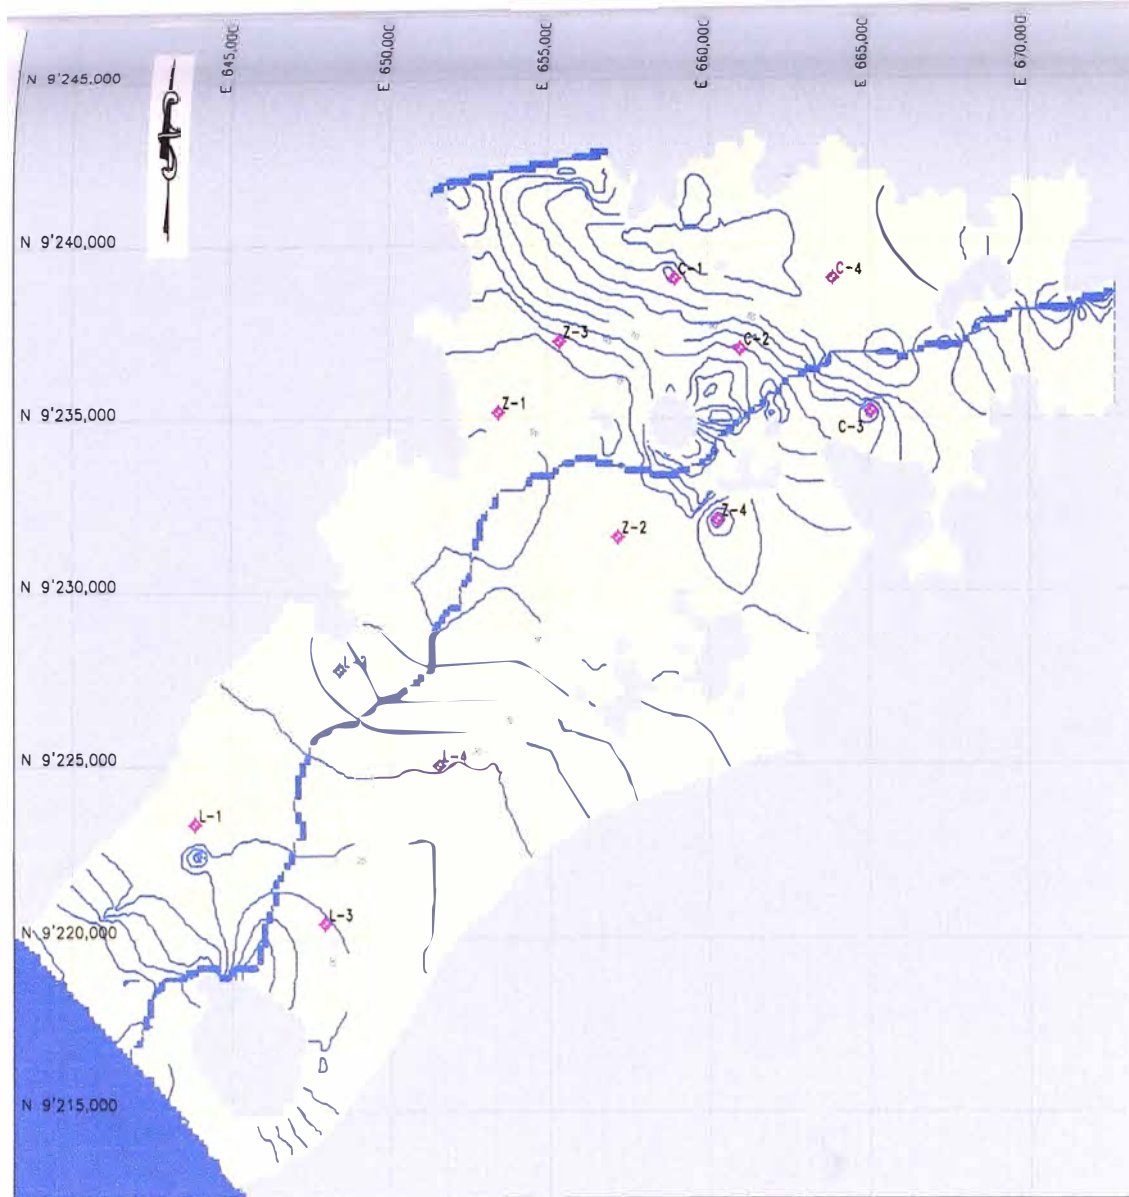 E 645,000
E 650,000
E 655,000
E 660,000
E 665,000
E 670,000
N 9'245,000
N 9'240,000
C-1
C-4
Z-3
C-2
Z-1
N 9'235,000
C-3
Z-4
Z-2
N 9'230,000
L-4
N 9'225,000
L-1
L-3
N 9'220,000
N 9'215,000